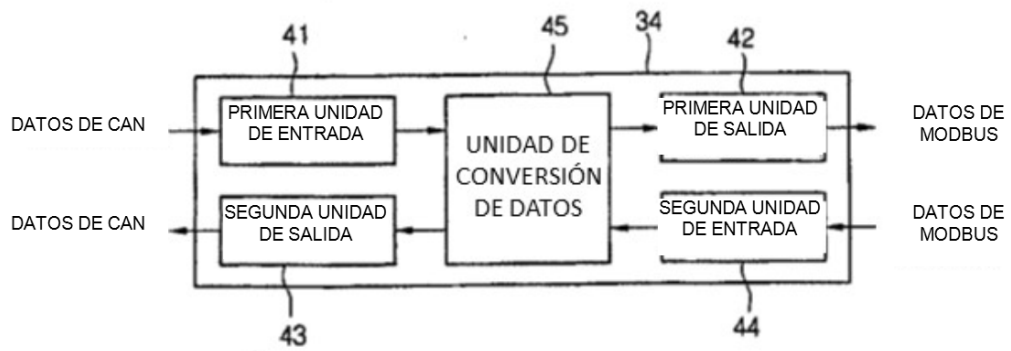 41
45
34
42
DATOS DE CAN
PRIMERA UNIDAD
DE ENTRADA
UNIDAD DE
CONVERSIÓN
DE DATOS
PRIMERA UNIDAD
DE SALIDA
DATOS DE
MODBUS
DATOS DE CAN
SEGUNDA UNIDAD
DE SALIDA
SEGUNDA UNIDAD
DE ENTRADA
DATOS DE
MODBUS
43
44